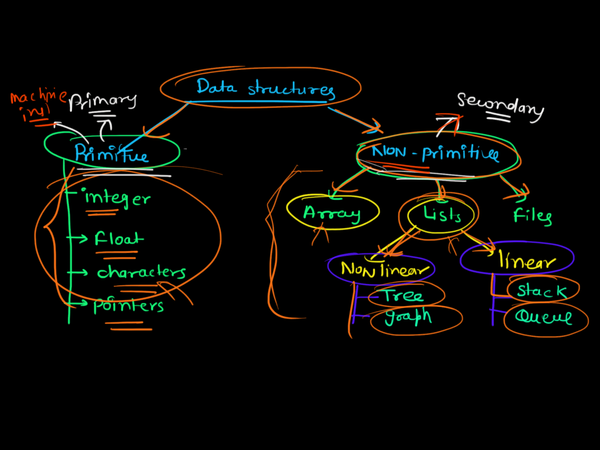 Data structures
machine
int
Primary
Secondary
Primitive
Non-primitive
integer
float
characters
pointers
Array
Lists
Files
Non linear
linear
Tree
graph
stack
Queue